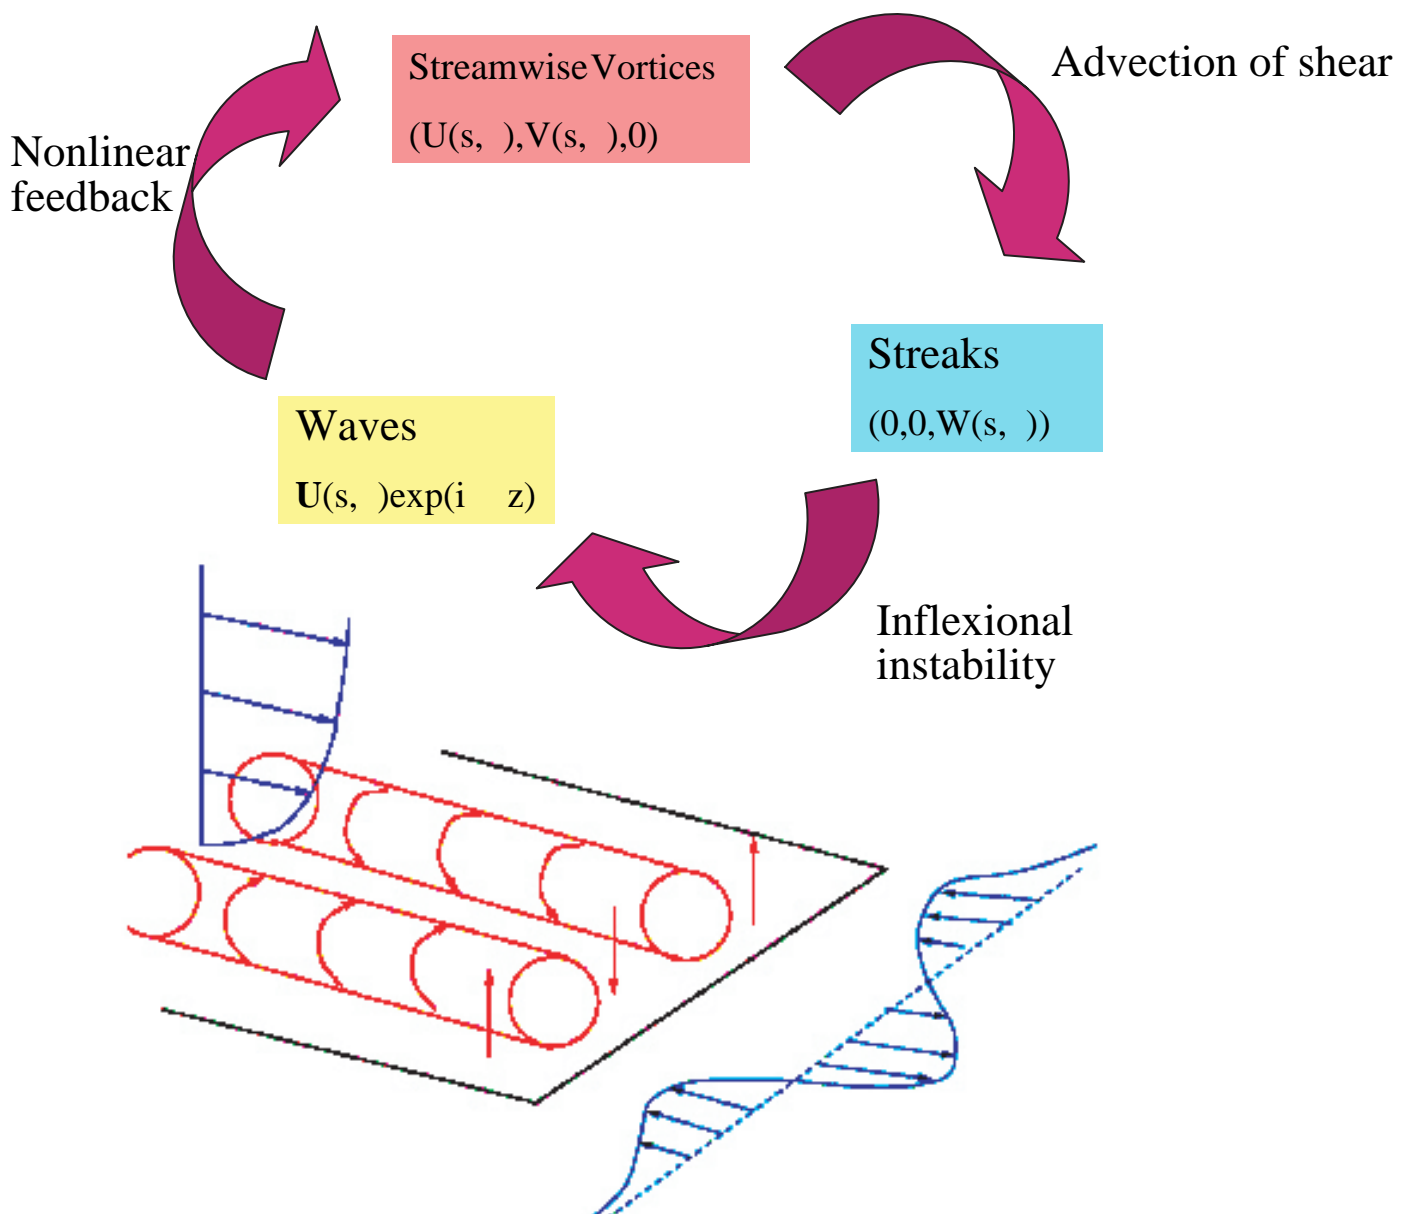 Streamwise Vortices
(U(s, ),V(s, ),0)
Advection of shear
Nonlinear
feedback
Streaks
(0,0,W(s, ))
Waves
U(s, )exp(i z)
Inflexional
instability